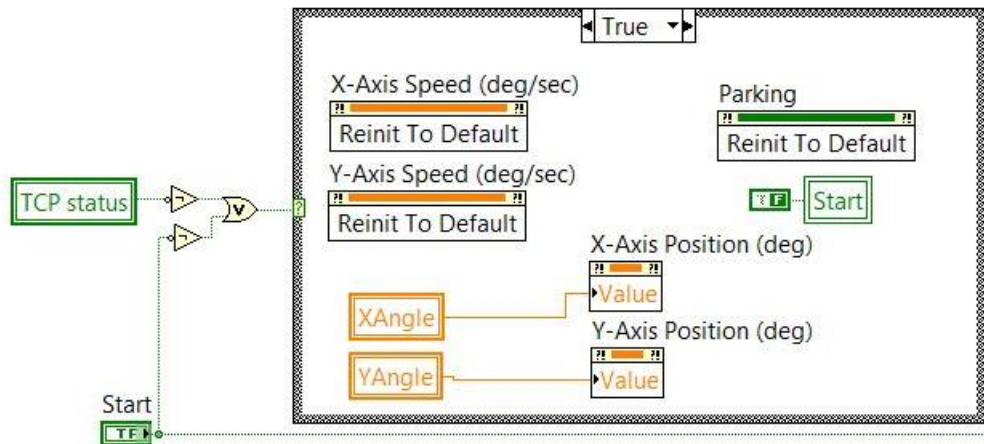 True
X-Axis Speed (deg/sec)
?! ?!
Reinit To Default
Parking
?! ?!
Reinit To Default
Y-Axis Speed (deg/sec)
?! ?!
Reinit To Default
TCP status
V
?
T F
Start
X-Axis Position (deg)
?! ?!
Value
XAngle
Y-Axis Position (deg)
?! ?!
Value
YAngle
Start
TF